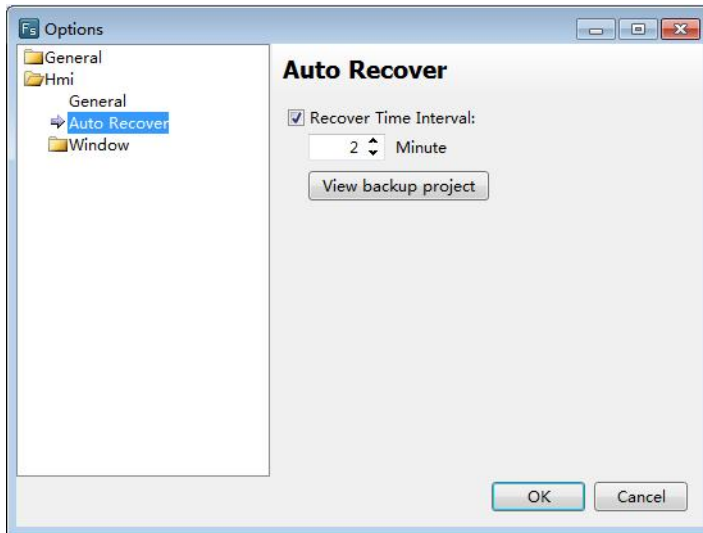 Fs Options
General
Hmi
General
Auto Recover
Window
Auto Recover
Recover Time Interval:
2 Minute
View backup project
OK Cancel